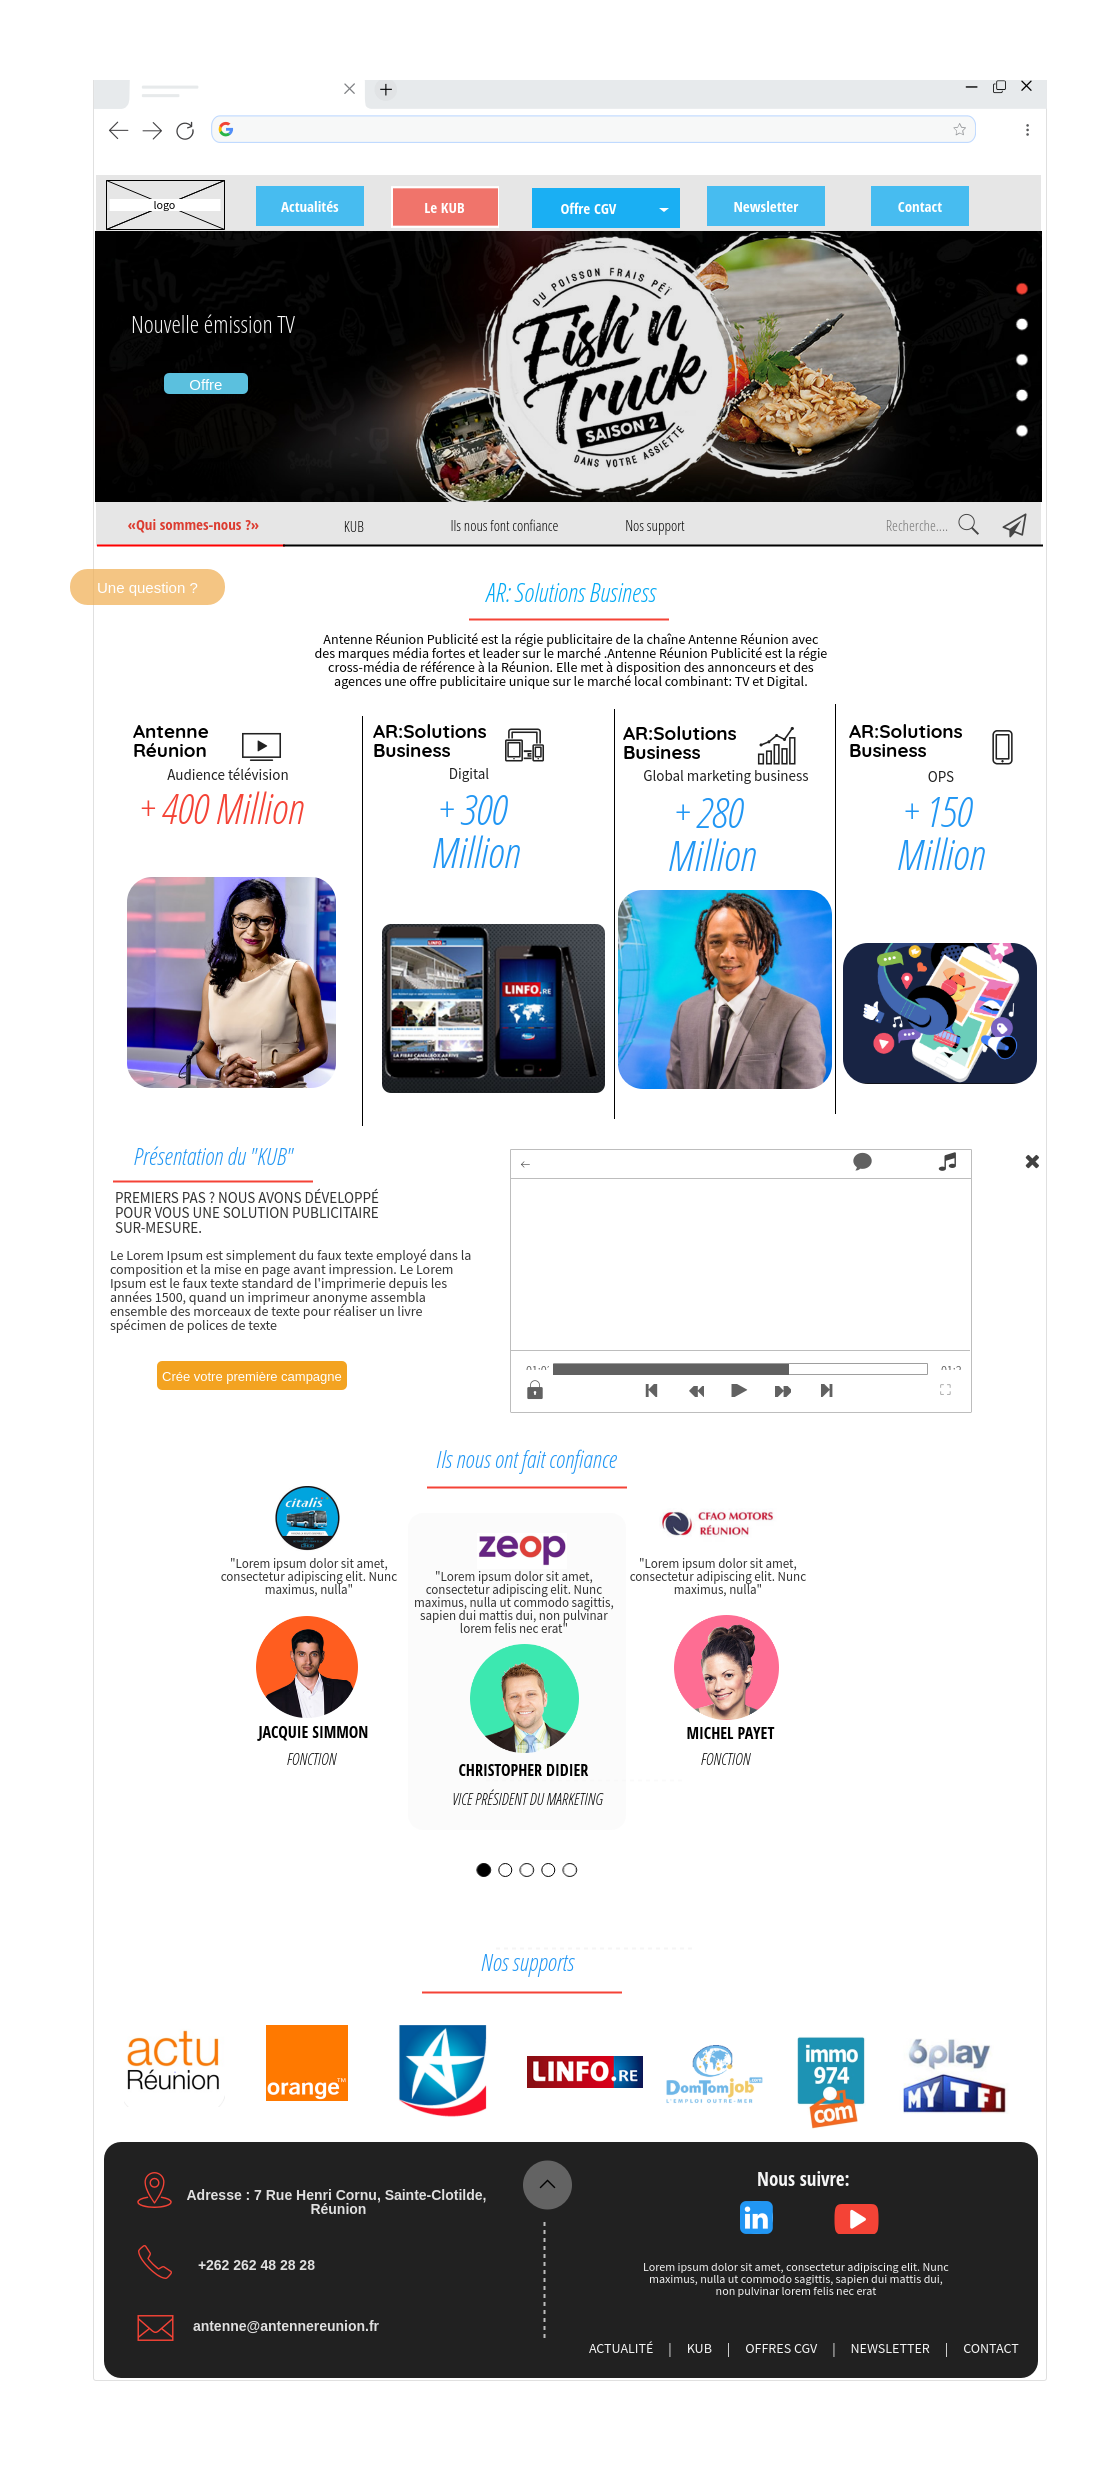 logo
Actualités
Le KUB
Offre CGV
Newsletter
Contact
Nouvelle émission TV
Offre
DU POISSON FRAIS PÉÏ
Fish'n
Truck
SAISON 2
DANS VOTRE ASSIETTE
«Qui sommes-nous ?»
KUB
Ils nous font confiance
Nos support
Recherche....
Une question ?
AR: Solutions Business
Antenne Réunion Publicité est la régie publicitaire de la chaîne Antenne Réunion avec
des marques média fortes et leader sur le marché .Antenne Réunion Publicité est la régie
cross-média de référence à la Réunion. Elle met à disposition des annonceurs et des
agences une offre publicitaire unique sur le marché local combinant: TV et Digital.
Antenne
Réunion
Audience télévision
+ 400 Million
AR:Solutions
Business
Digital
+ 300
Million
AR:Solutions
Business
Global marketing business
+ 280
Million
AR:Solutions
Business
OPS
+ 150
Million
LINFO.RE
Présentation du "KUB"
PREMIERS PAS ? NOUS AVONS DÉVELOPPÉ
POUR VOUS UNE SOLUTION PUBLICITAIRE
SUR-MESURE.
Le Lorem Ipsum est simplement du faux texte employé dans la
composition et la mise en page avant impression. Le Lorem
Ipsum est le faux texte standard de l'imprimerie depuis les
années 1500, quand un imprimeur anonyme assembla
ensemble des morceaux de texte pour réaliser un livre
spécimen de polices de texte
Crée votre première campagne
Ils nous ont fait confiance
citalis
"Lorem ipsum dolor sit amet,
consectetur adipiscing elit. Nunc
maximus, nulla"
JACQUIE SIMMON
FONCTION
zeop
"Lorem ipsum dolor sit amet,
consectetur adipiscing elit. Nunc
maximus, nulla ut commodo sagittis,
sapien dui mattis dui, non pulvinar
lorem felis nec erat"
CHRISTOPHER DIDIER
VICE PRÉSIDENT DU MARKETING
CFAO MOTORS
RÉUNION
"Lorem ipsum dolor sit amet,
consectetur adipiscing elit. Nunc
maximus, nulla"
MICHEL PAYET
FONCTION
Nos supports
actu
Réunion
orange™
LINFO.RE
DomTomjob.com
L'EMPLOI OUTRE-MER
immo
974
com
6play
MYTF1
Adresse : 7 Rue Henri Cornu, Sainte-Clotilde,
Réunion
+262 262 48 28 28
antenne@antennereunion.fr
Nous suivre:
in
Lorem ipsum dolor sit amet, consectetur adipiscing elit. Nunc
maximus, nulla ut commodo sagittis, sapien dui mattis dui,
non pulvinar lorem felis nec erat
ACTUALITÉ | KUB | OFFRES CGV | NEWSLETTER | CONTACT